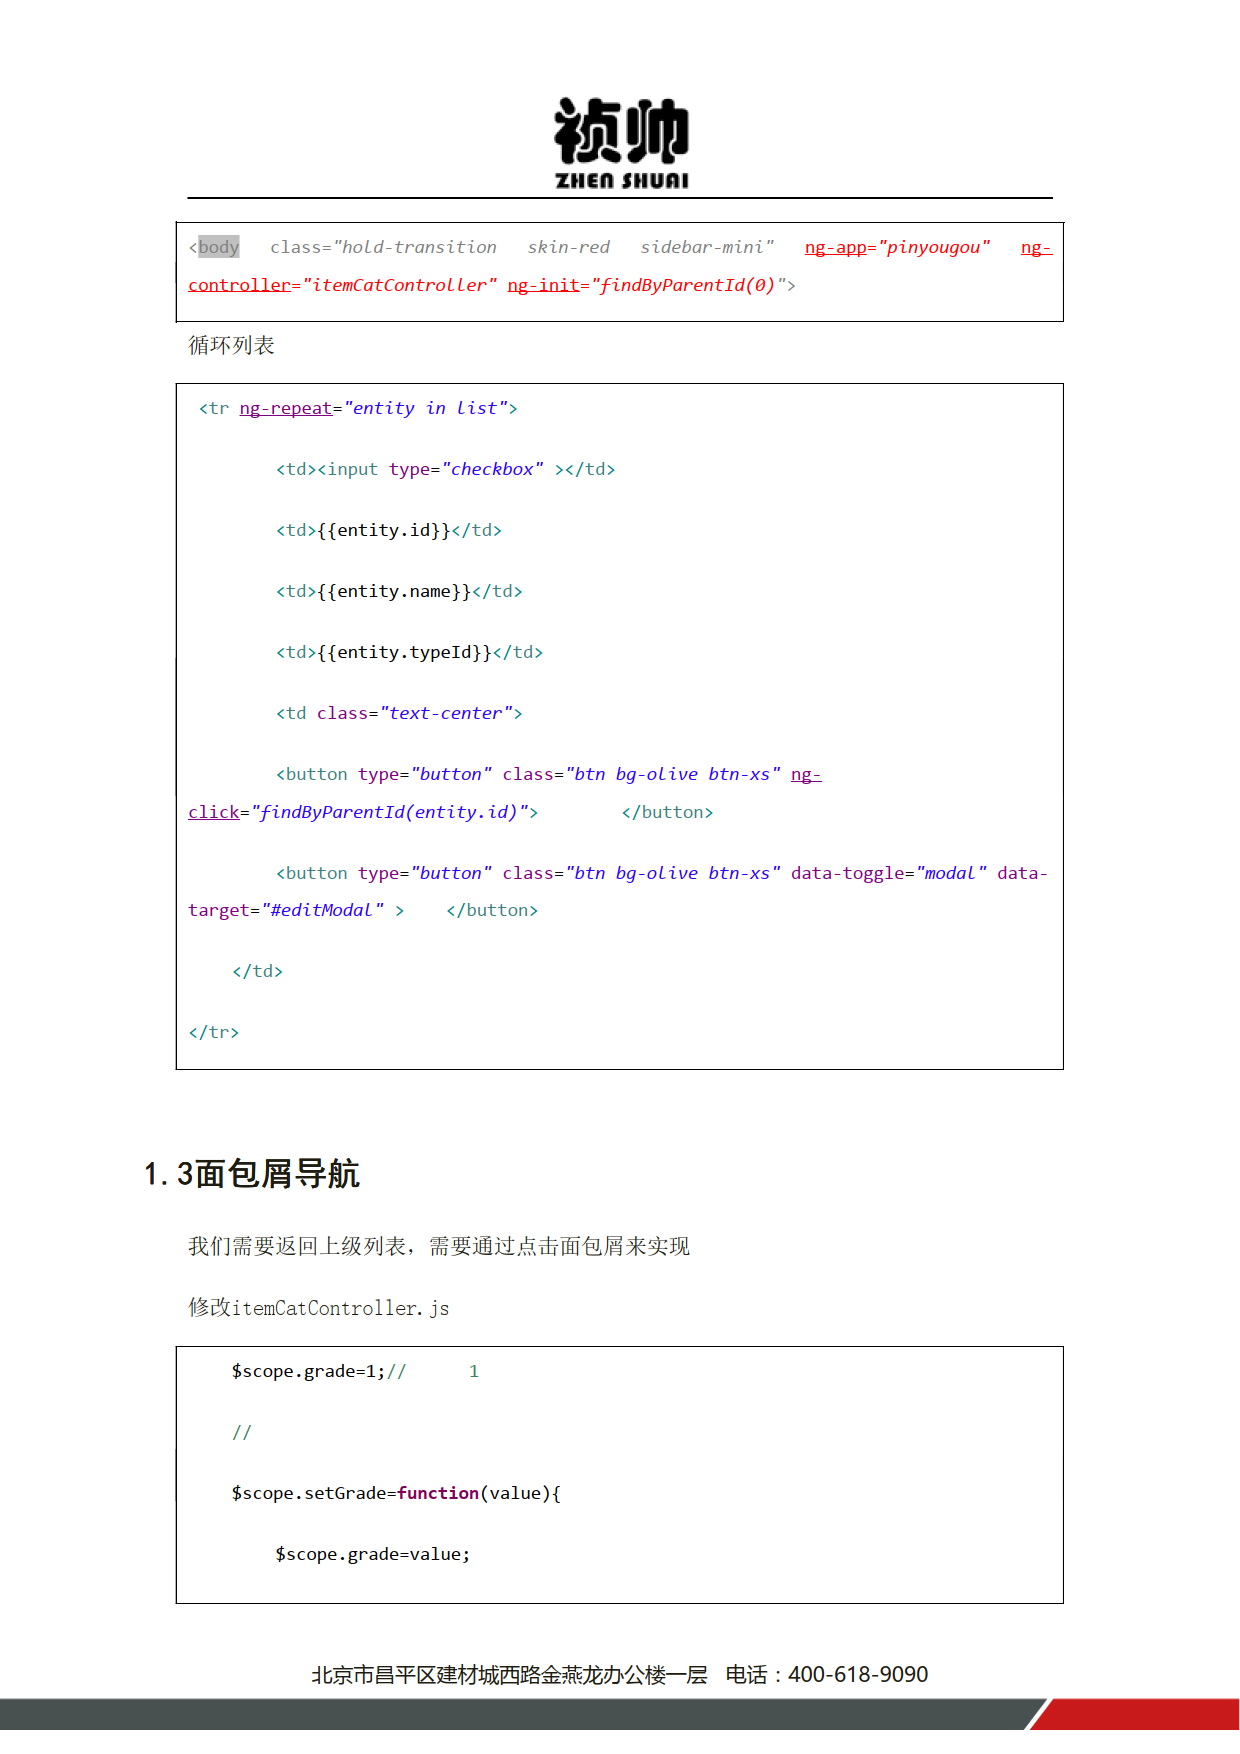 祯帅
ZHEN SHUAI
<body class="hold-transition skin-red sidebar-mini" ng-app="pinyougou" ng-
controller="itemCatController" ng-init="findByParentId(0)">
循环列表
<tr ng-repeat="entity in list">
<td><input type="checkbox" ></td>
<td>{{entity.id}}</td>
<td>{{entity.name}}</td>
<td>{{entity.typeId}}</td>
<td class="text-center">
<button type="button" class="btn bg-olive btn-xs" ng-
click="findByParentId(entity.id)"> </button>
<button type="button" class="btn bg-olive btn-xs" data-toggle="modal" data-
target="#editModal" > </button>
</td>
</tr>
1.3面包屑导航
我们需要返回上级列表，需要通过点击面包屑来实现
修改itemCatController.js
$scope.grade=1;// 1
//
$scope.setGrade=function(value){
$scope.grade=value;
北京市昌平区建材城西路金燕龙办公楼一层 电话：400-618-9090